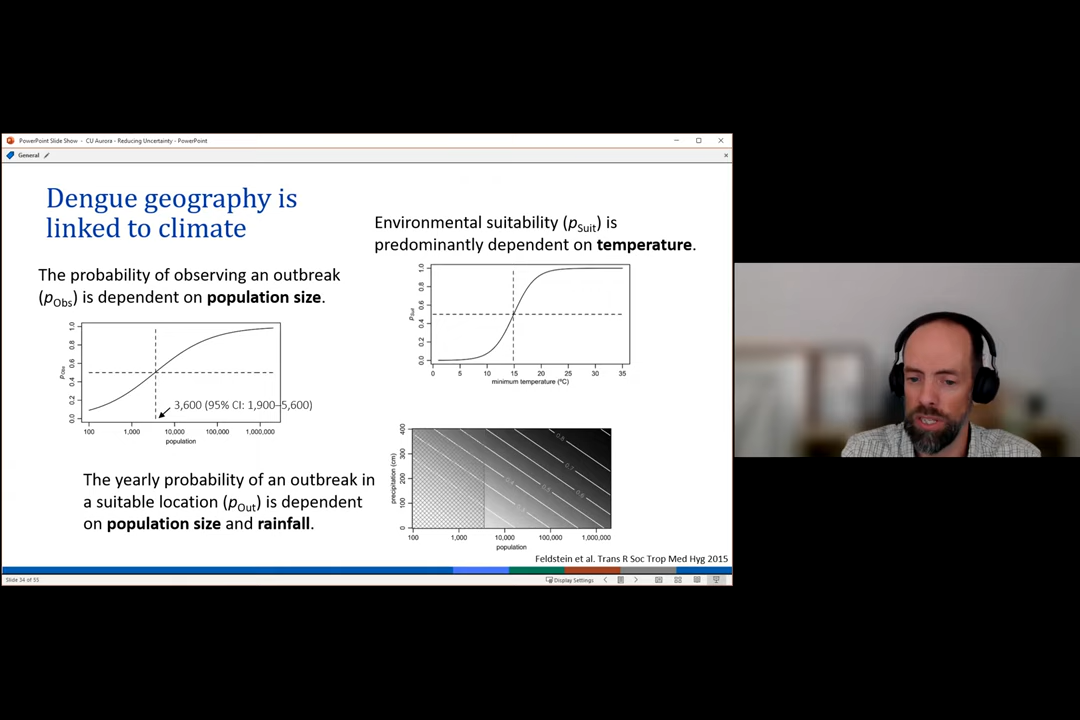 PowerPoint Slide Show - CU Aurora - Reducing Uncertainty - PowerPoint
General
Dengue geography is
linked to climate
The probability of observing an outbreak
(pObs) is dependent on population size.
1.0
0.8
0.6
0.4
0.2
0.0
pObs
3,600 (95% CI: 1,900–5,600)
100 1,000 10,000 100,000 1,000,000
population
The yearly probability of an outbreak in
a suitable location (pOut) is dependent
on population size and rainfall.
Environmental suitability (pSuit) is
predominantly dependent on temperature.
1.0
0.8
0.6
0.4
0.2
0.0
pSuit
0 5 10 15 20 25 30 35
minimum temperature (ºC)
400
300
200
100
0
precipitation (cm)
0.8
0.7
0.6
100 1,000 10,000 100,000 1,000,000
population
Feldstein et al. Trans R Soc Trop Med Hyg 2015
Slide 34 of 55
Display Settings